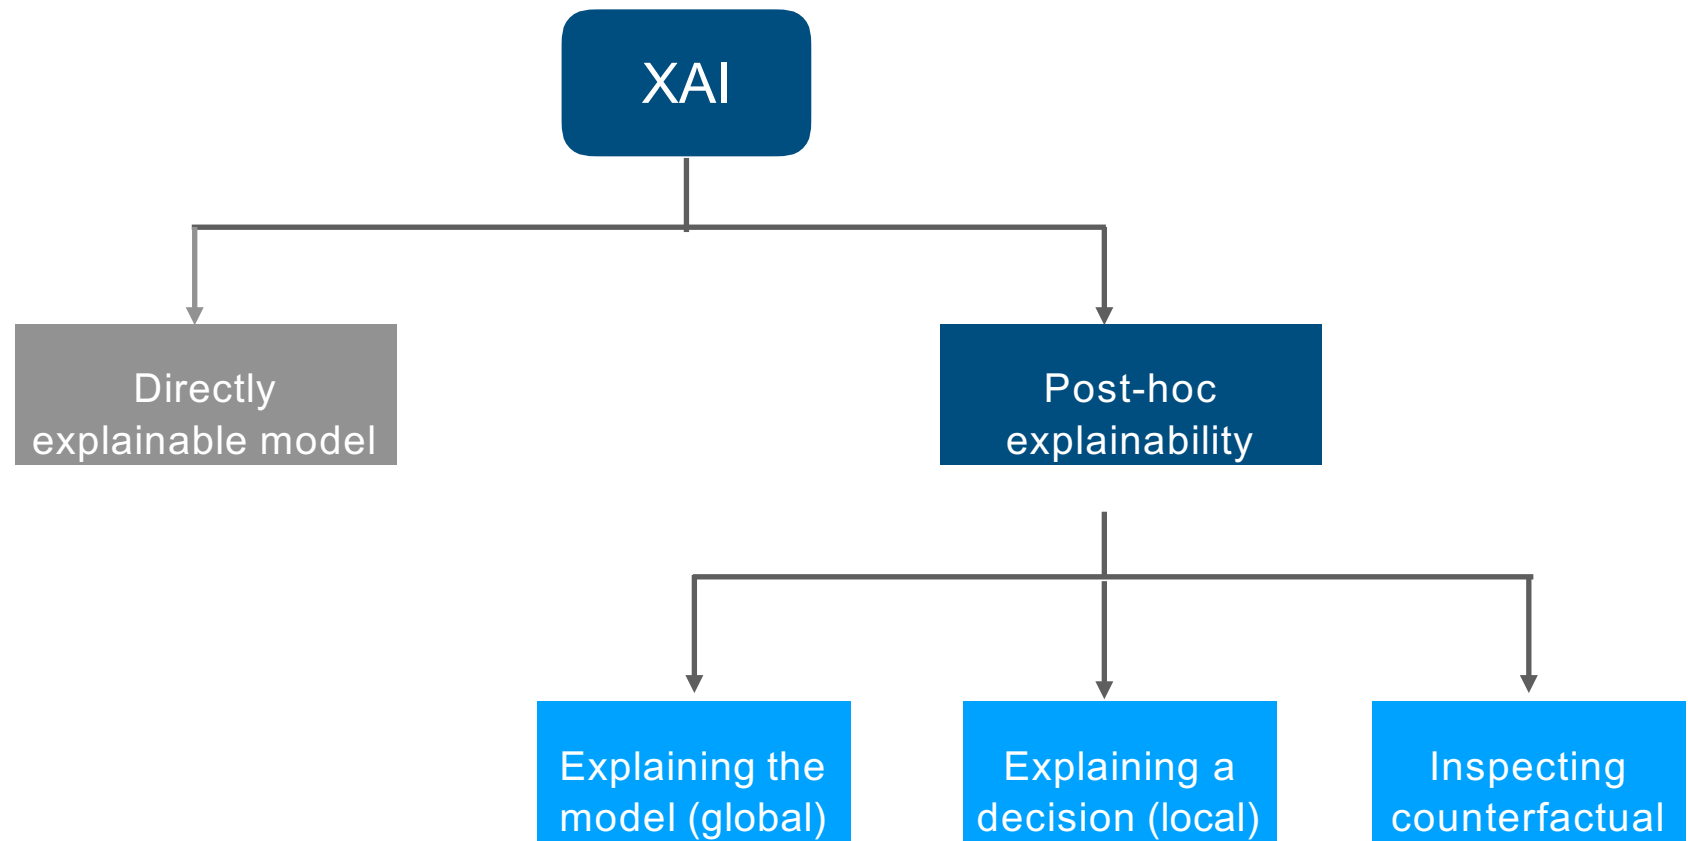 XAI
Directly
explainable model
Post-hoc
explainability
Explaining the
model (global)
Explaining a
decision (local)
Inspecting
counterfactual